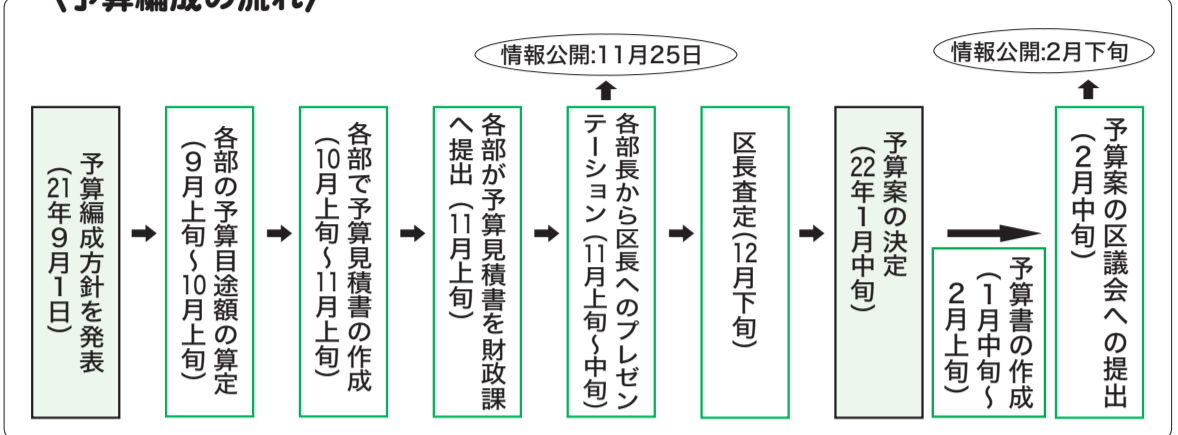 〈予算編成の流れ〉
情報公開:11月25日
情報公開:2月下旬
予算編成方針を発表
(21年9月1日)
各部の予算目途額の算定
(9月上旬〜10月上旬)
各部で予算見積書の作成
(10月上旬〜11月上旬)
各部が予算見積書を財政課
へ提出(11月上旬)
各部長から区長へのプレゼン
テーション(11月上旬〜中旬)
区長査定(12月下旬)
予算案の決定
(22年1月中旬)
予算書の作成
(1月中旬〜
2月上旬)
予算案の区議会への提出
(2月中旬)